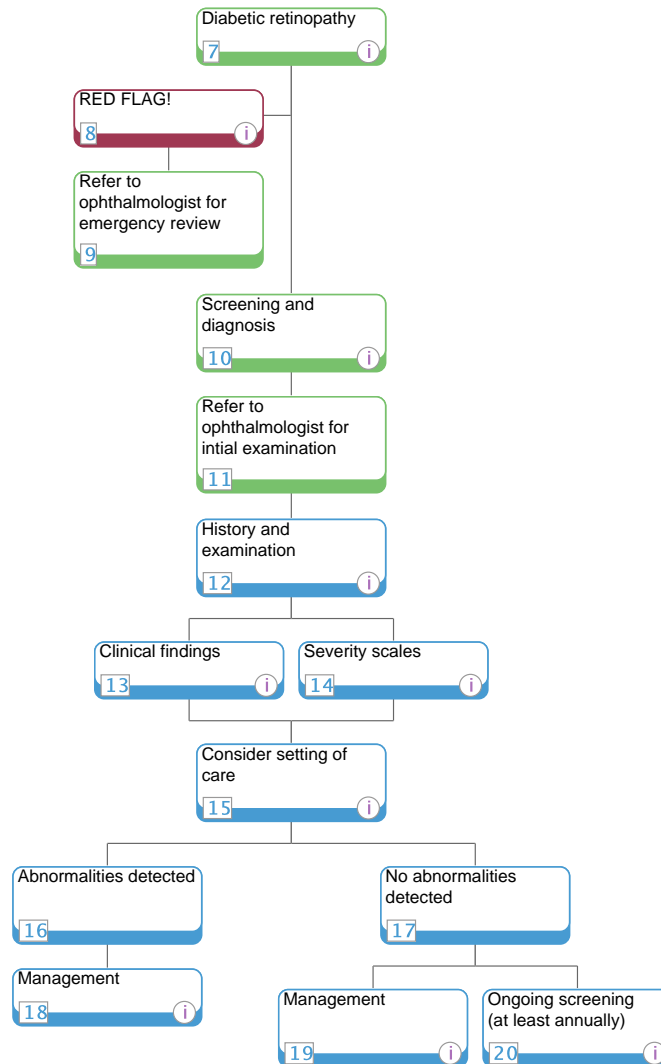 Diabetic retinopathy
7
i
RED FLAG!
8
i
Refer to
ophthalmologist for
emergency review
9
Screening and
diagnosis
10
i
Refer to
ophthalmologist for
intial examination
11
History and
examination
12
i
Clinical findings
13
i
Severity scales
14
i
Consider setting of
care
15
i
Abnormalities detected
16
No abnormalities
detected
17
Management
18
i
Management
19
i
Ongoing screening
(at least annually)
20
i